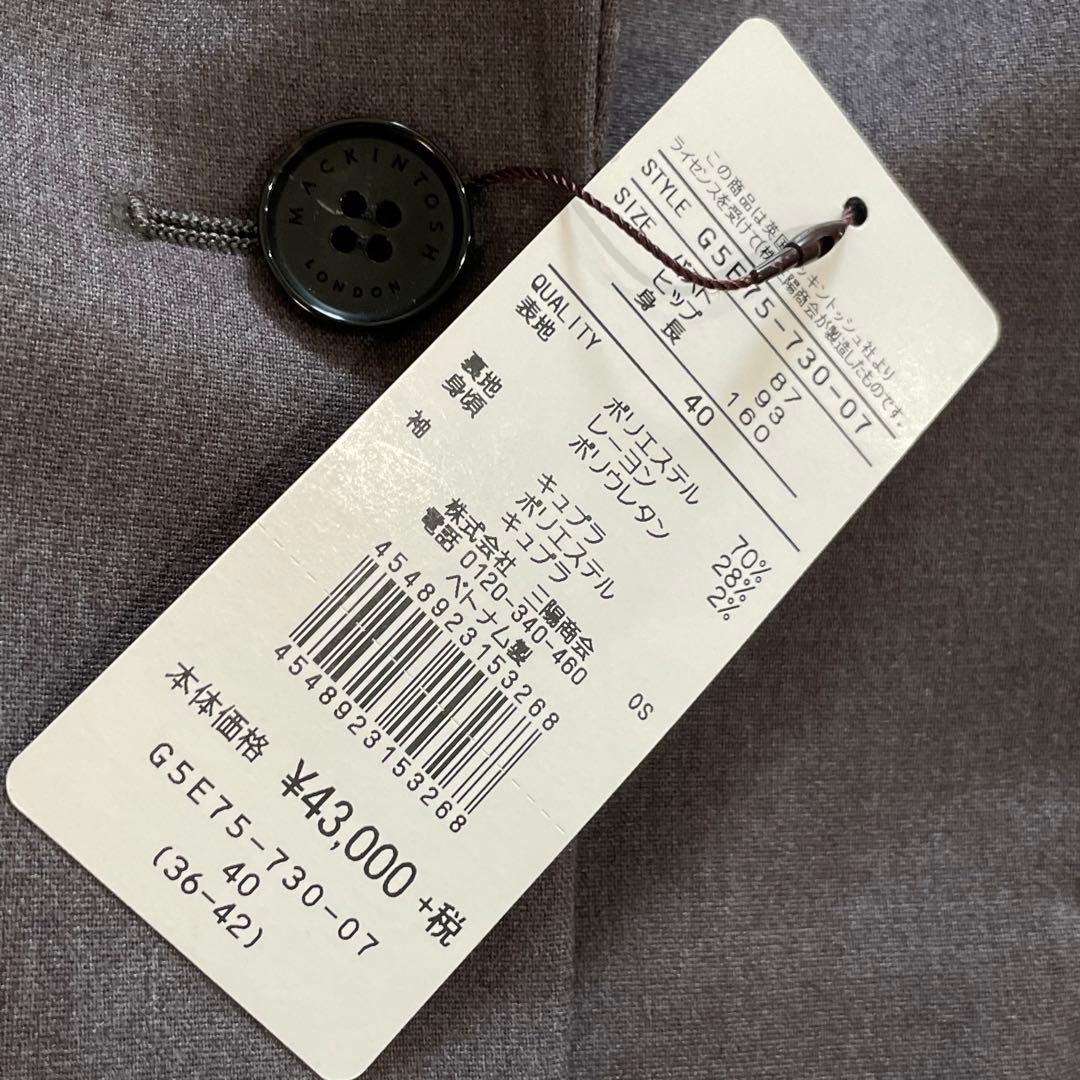 MACKINTOSH
LONDON
この商品は英国マッキントッシュ社より
ライセンスを受けて(株)三陽商会が製造したものです。
STYLE G5E75-730-07
SIZE バスト 87
ヒップ 93
身長 160
40
QUALITY
表地 ポリエステル 70%
レーヨン 28%
ポリウレタン 2%
裏地
身頃 キュプラ
ポリエステル
袖 キュプラ
株式会社 三陽商会
電話 0120-340-460
ベトナム製
OS
4548923153268
4548923153268
本体価格 ¥43,000 +税
G5E75-730-07
40
(36-42)